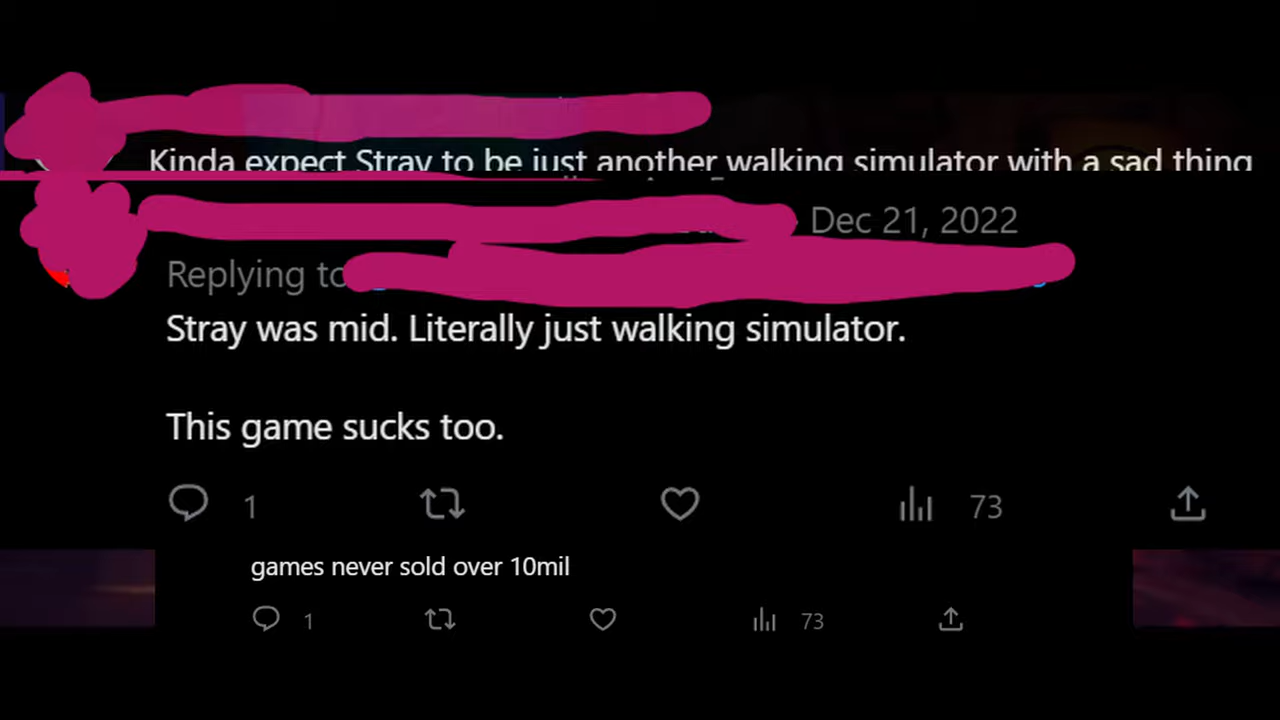 Kinda expect Stray to be just another walking simulator with a sad thing
Dec 21, 2022
Replying to
Stray was mid. Literally just walking simulator.
This game sucks too.
1
73
games never sold over 10mil
1
73